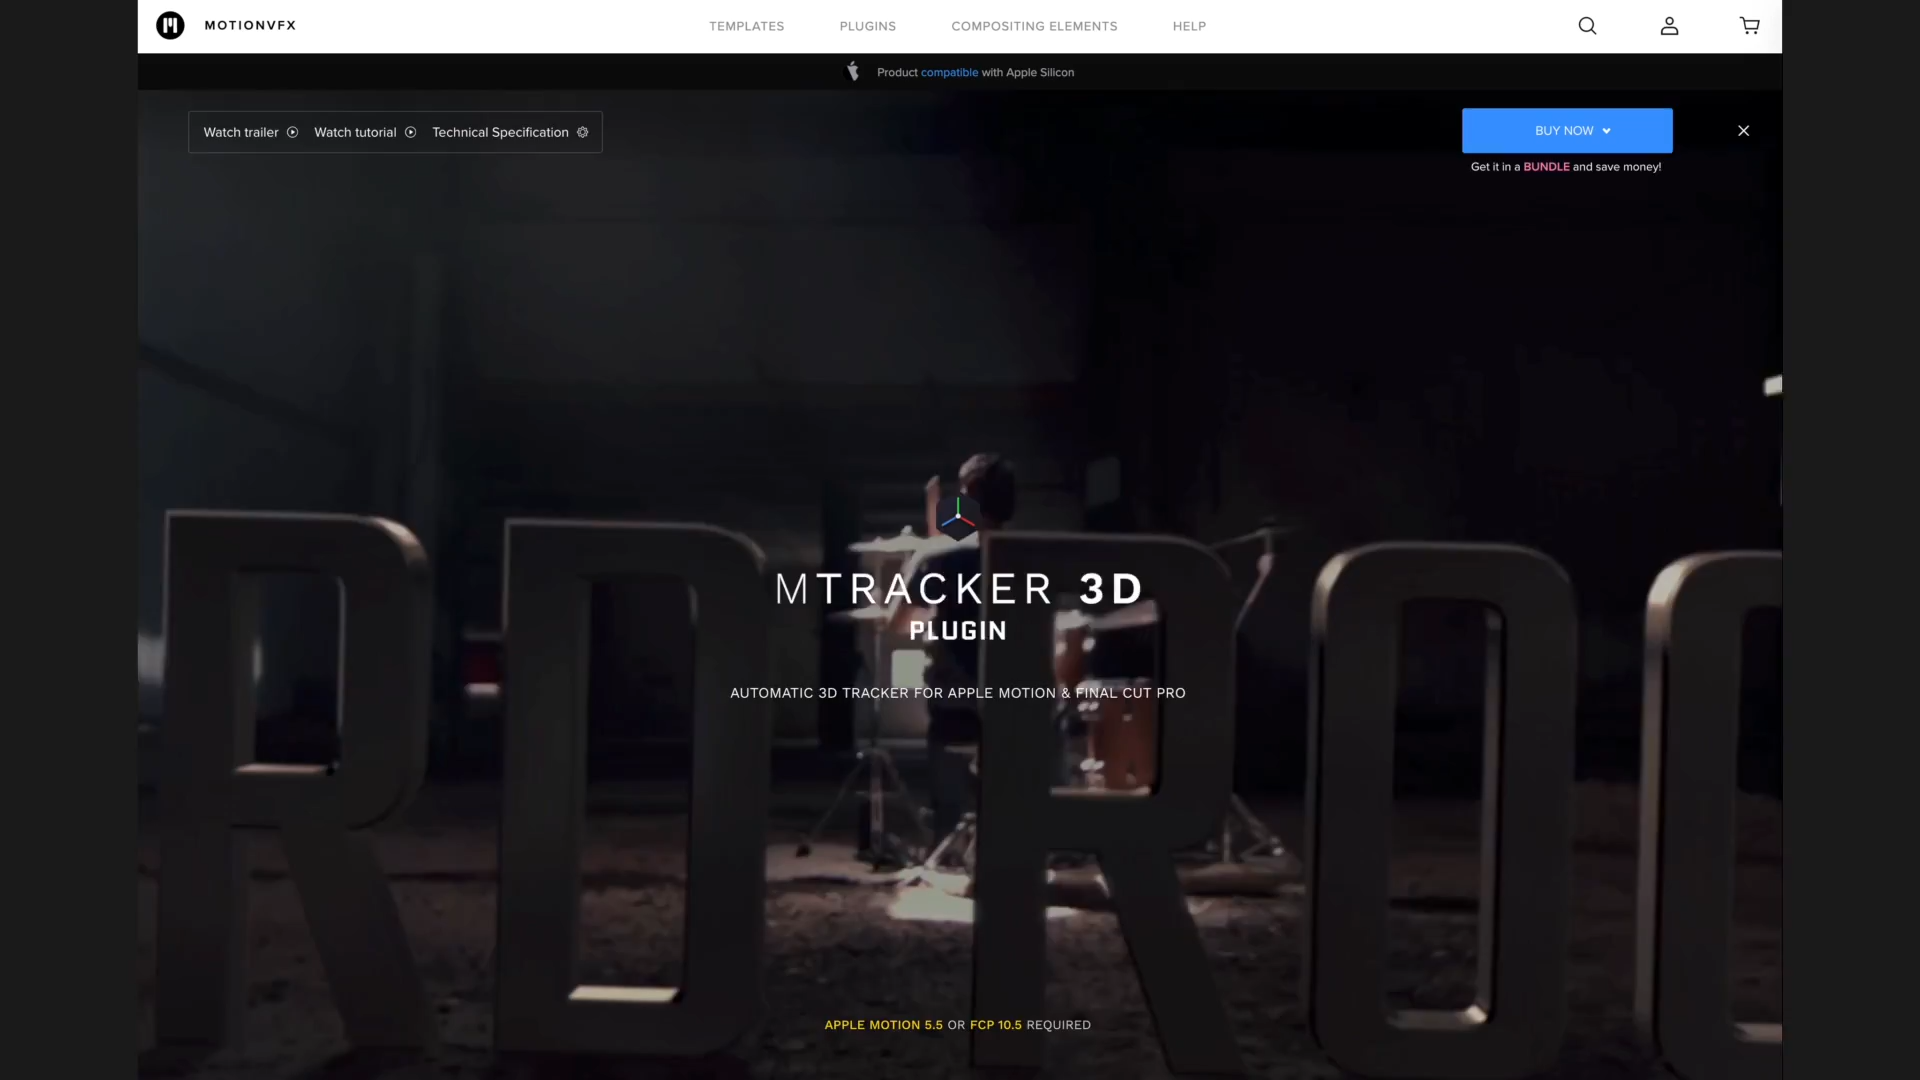 MOTIONVFX
TEMPLATES PLUGINS COMPOSITING ELEMENTS HELP
Product compatible with Apple Silicon
Watch trailer Watch tutorial Technical Specification
BUY NOW
Get it in a BUNDLE and save money!
RD ROO
MTRACKER 3D
PLUGIN
AUTOMATIC 3D TRACKER FOR APPLE MOTION & FINAL CUT PRO
APPLE MOTION 5.5 OR FCP 10.5 REQUIRED